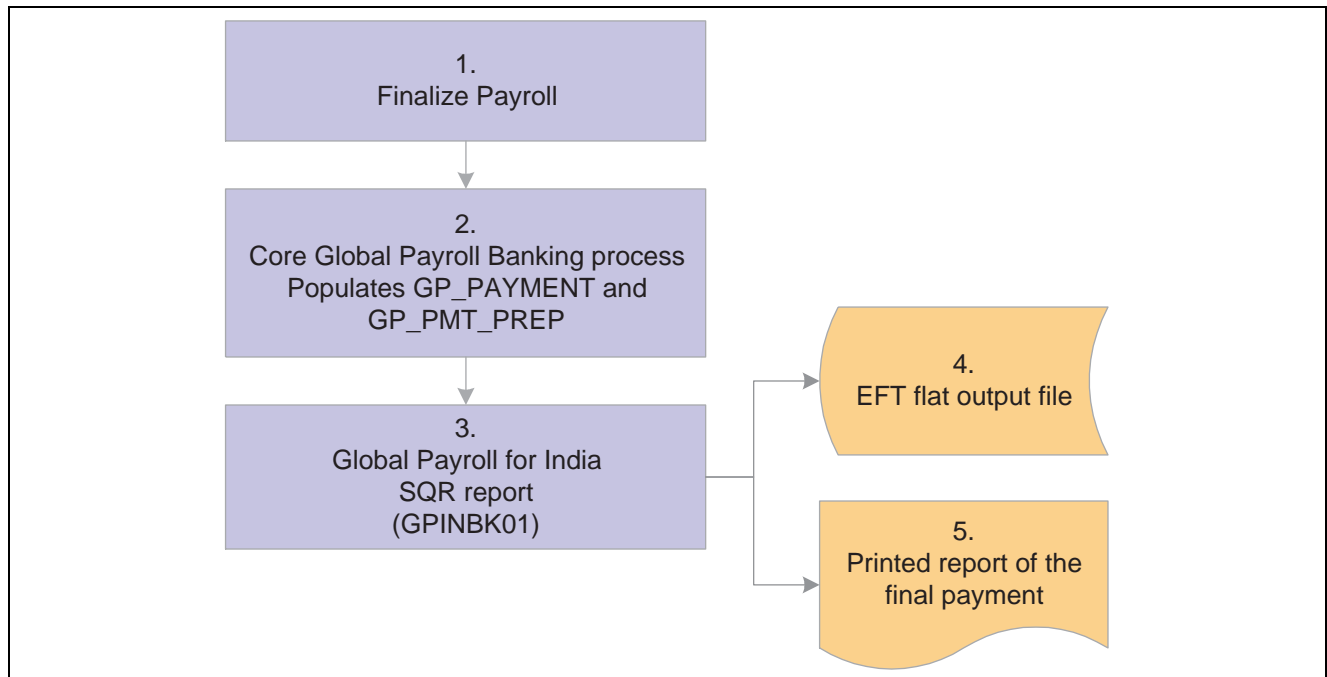 1.
Finalize Payroll
2.
Core Global Payroll Banking process
Populates GP_PAYMENT and
GP_PMT_PREP
3.
Global Payroll for India
SQR report
(GPINBK01)
4.
EFT flat output file
5.
Printed report of the
final payment